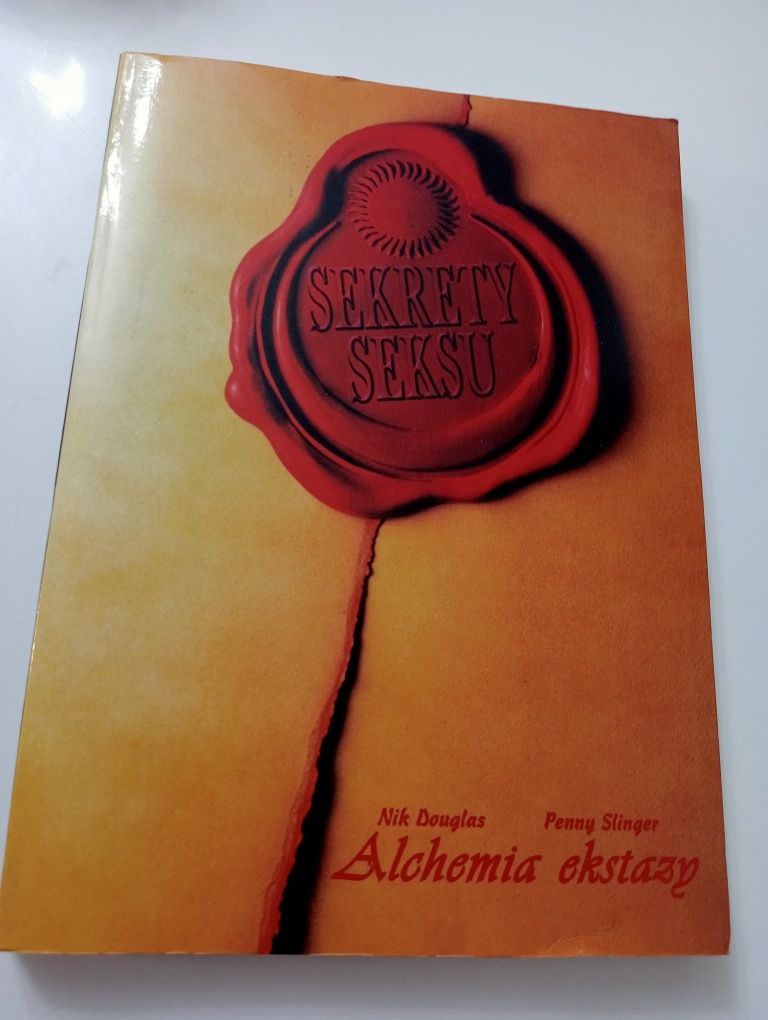 SEKRETY
SEKSU
Nik Douglas Penny Slinger
Alchemia ekstazy